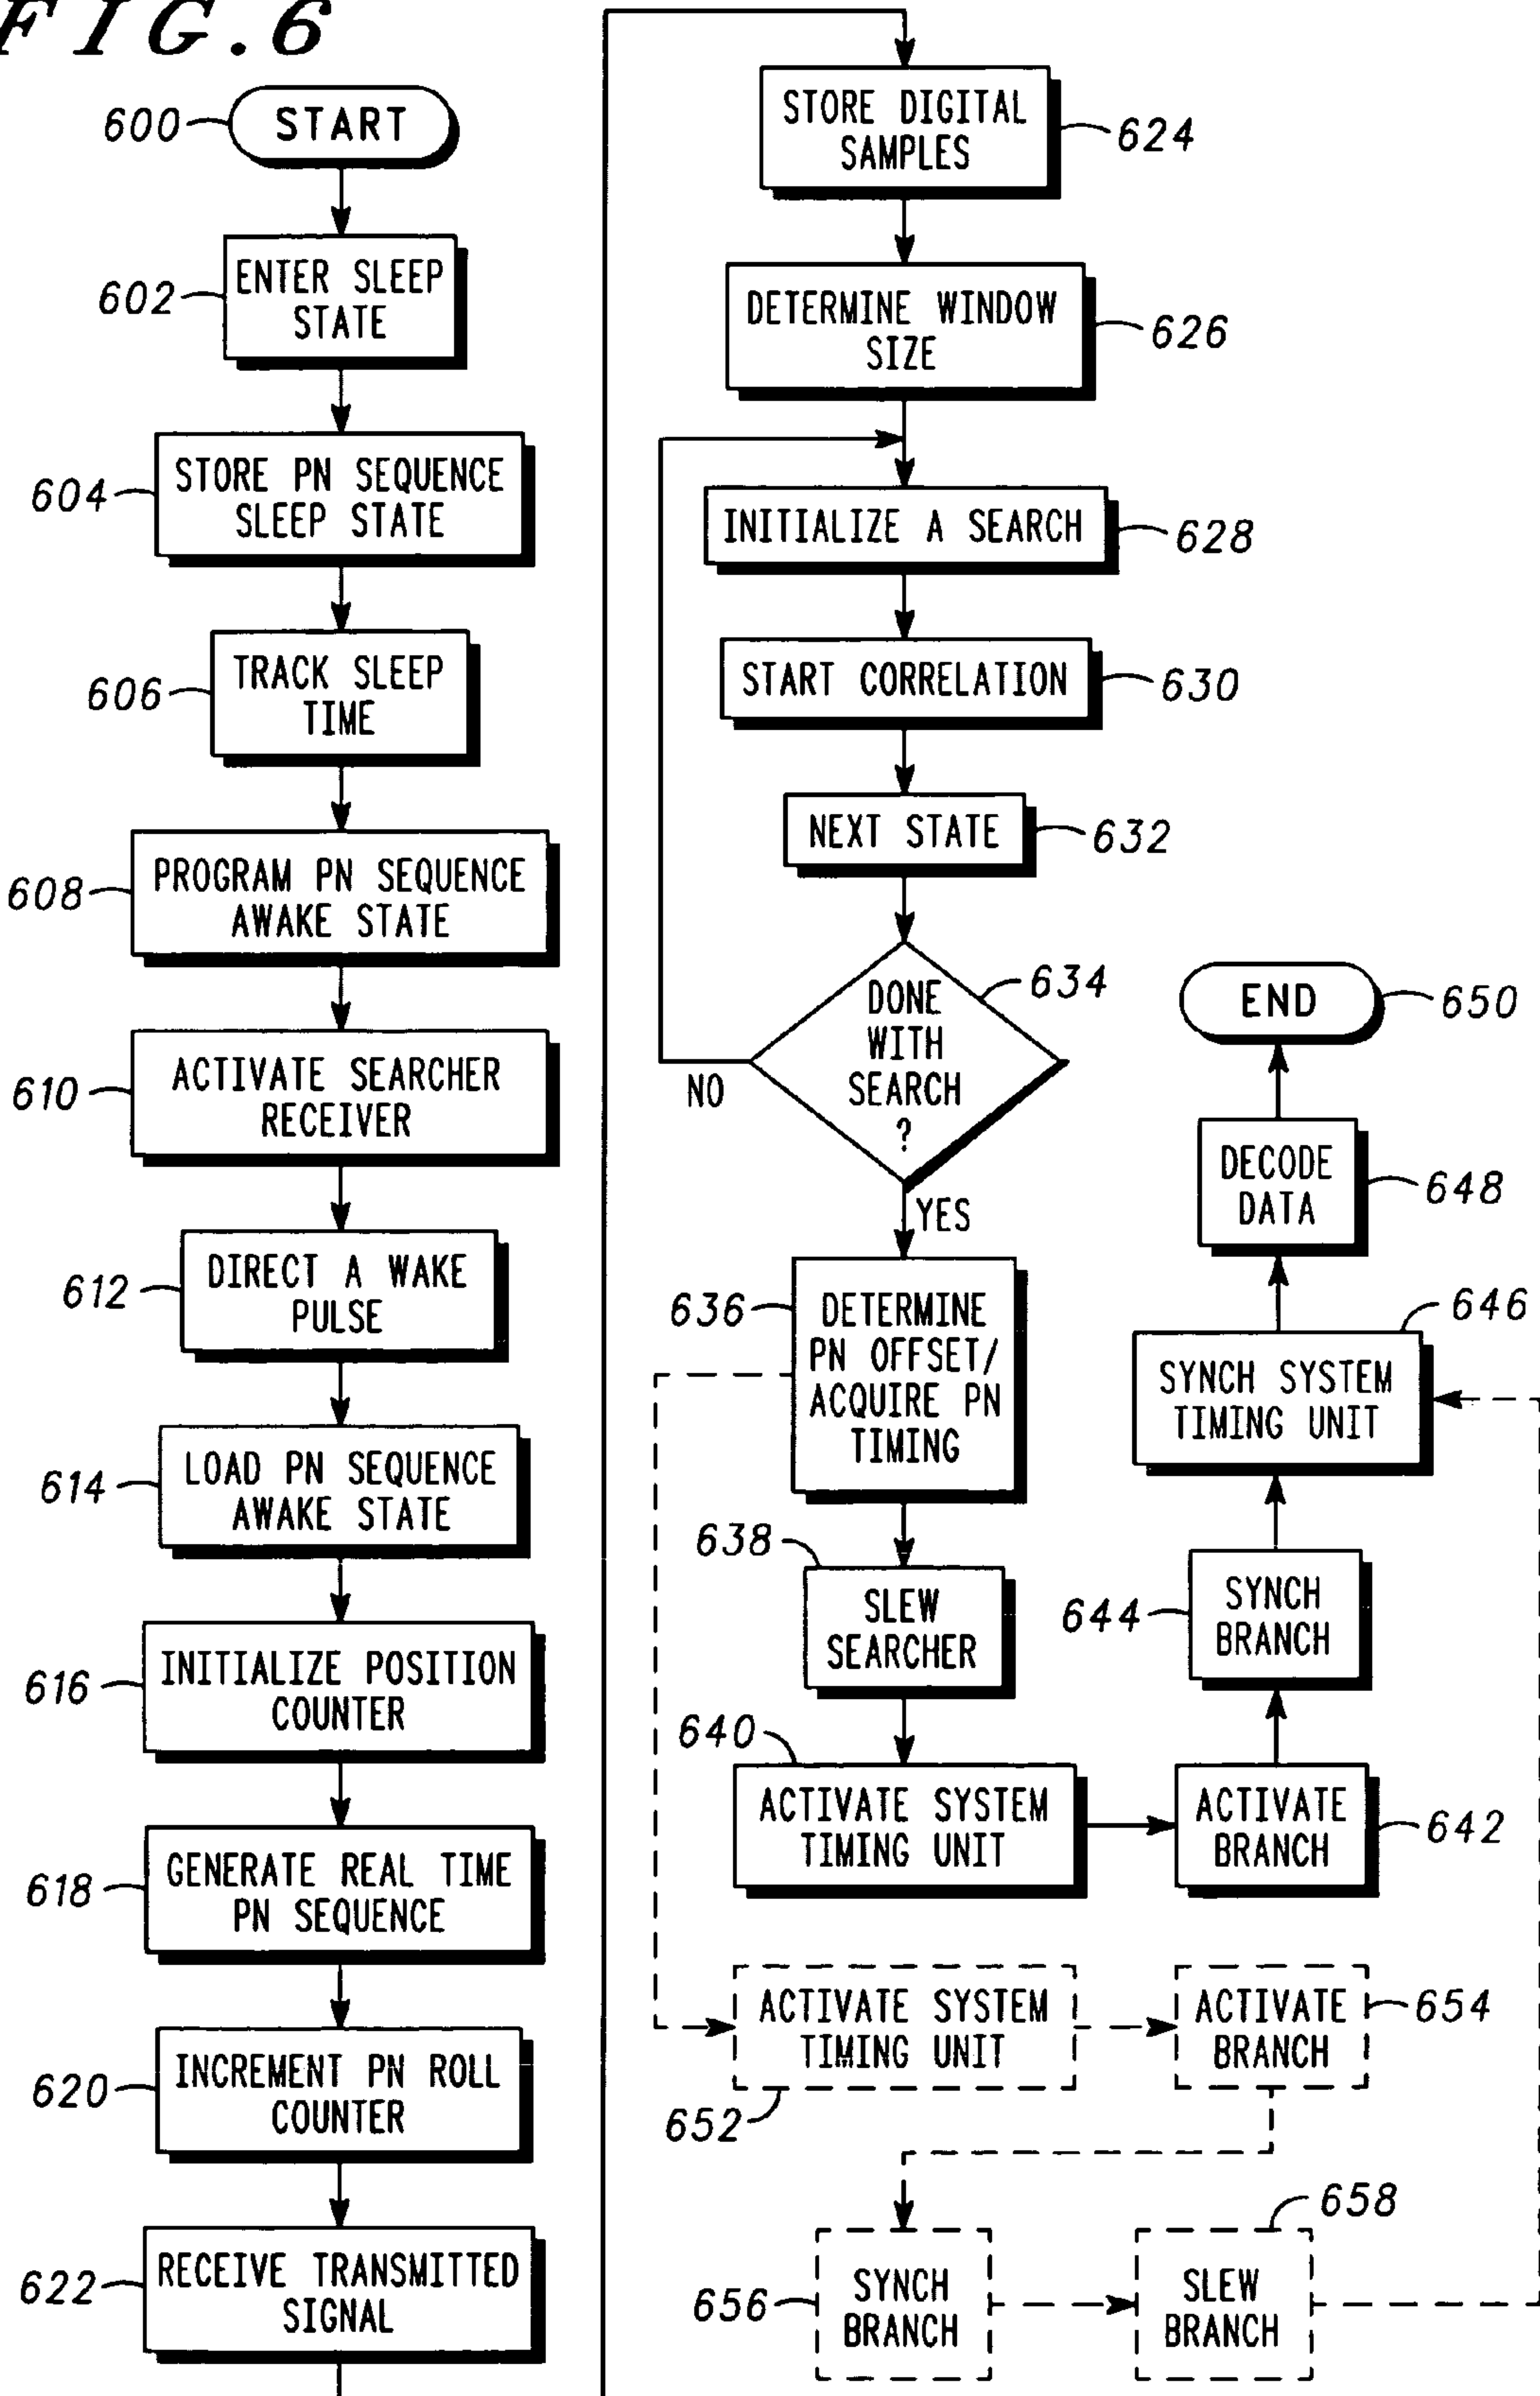 FIG.6
600
START
602
ENTER SLEEP
STATE
604
STORE PN SEQUENCE
SLEEP STATE
606
TRACK SLEEP
TIME
608
PROGRAM PN SEQUENCE
AWAKE STATE
610
ACTIVATE SEARCHER
RECEIVER
612
DIRECT A WAKE
PULSE
614
LOAD PN SEQUENCE
AWAKE STATE
616
INITIALIZE POSITION
COUNTER
618
GENERATE REAL TIME
PN SEQUENCE
620
INCREMENT PN ROLL
COUNTER
622
RECEIVE TRANSMITTED
SIGNAL
STORE DIGITAL
SAMPLES
624
DETERMINE WINDOW
SIZE
626
INITIALIZE A SEARCH
628
START CORRELATION
630
NEXT STATE
632
DONE
WITH
SEARCH
?
634
NO
YES
636
DETERMINE
PN OFFSET/
ACQUIRE PN
TIMING
638
SLEW
SEARCHER
640
ACTIVATE SYSTEM
TIMING UNIT
ACTIVATE
BRANCH
642
644
SYNCH
BRANCH
646
SYNCH SYSTEM
TIMING UNIT
DECODE
DATA
648
END
650
ACTIVATE SYSTEM
TIMING UNIT
652
ACTIVATE
BRANCH
654
656
SYNCH
BRANCH
658
SLEW
BRANCH